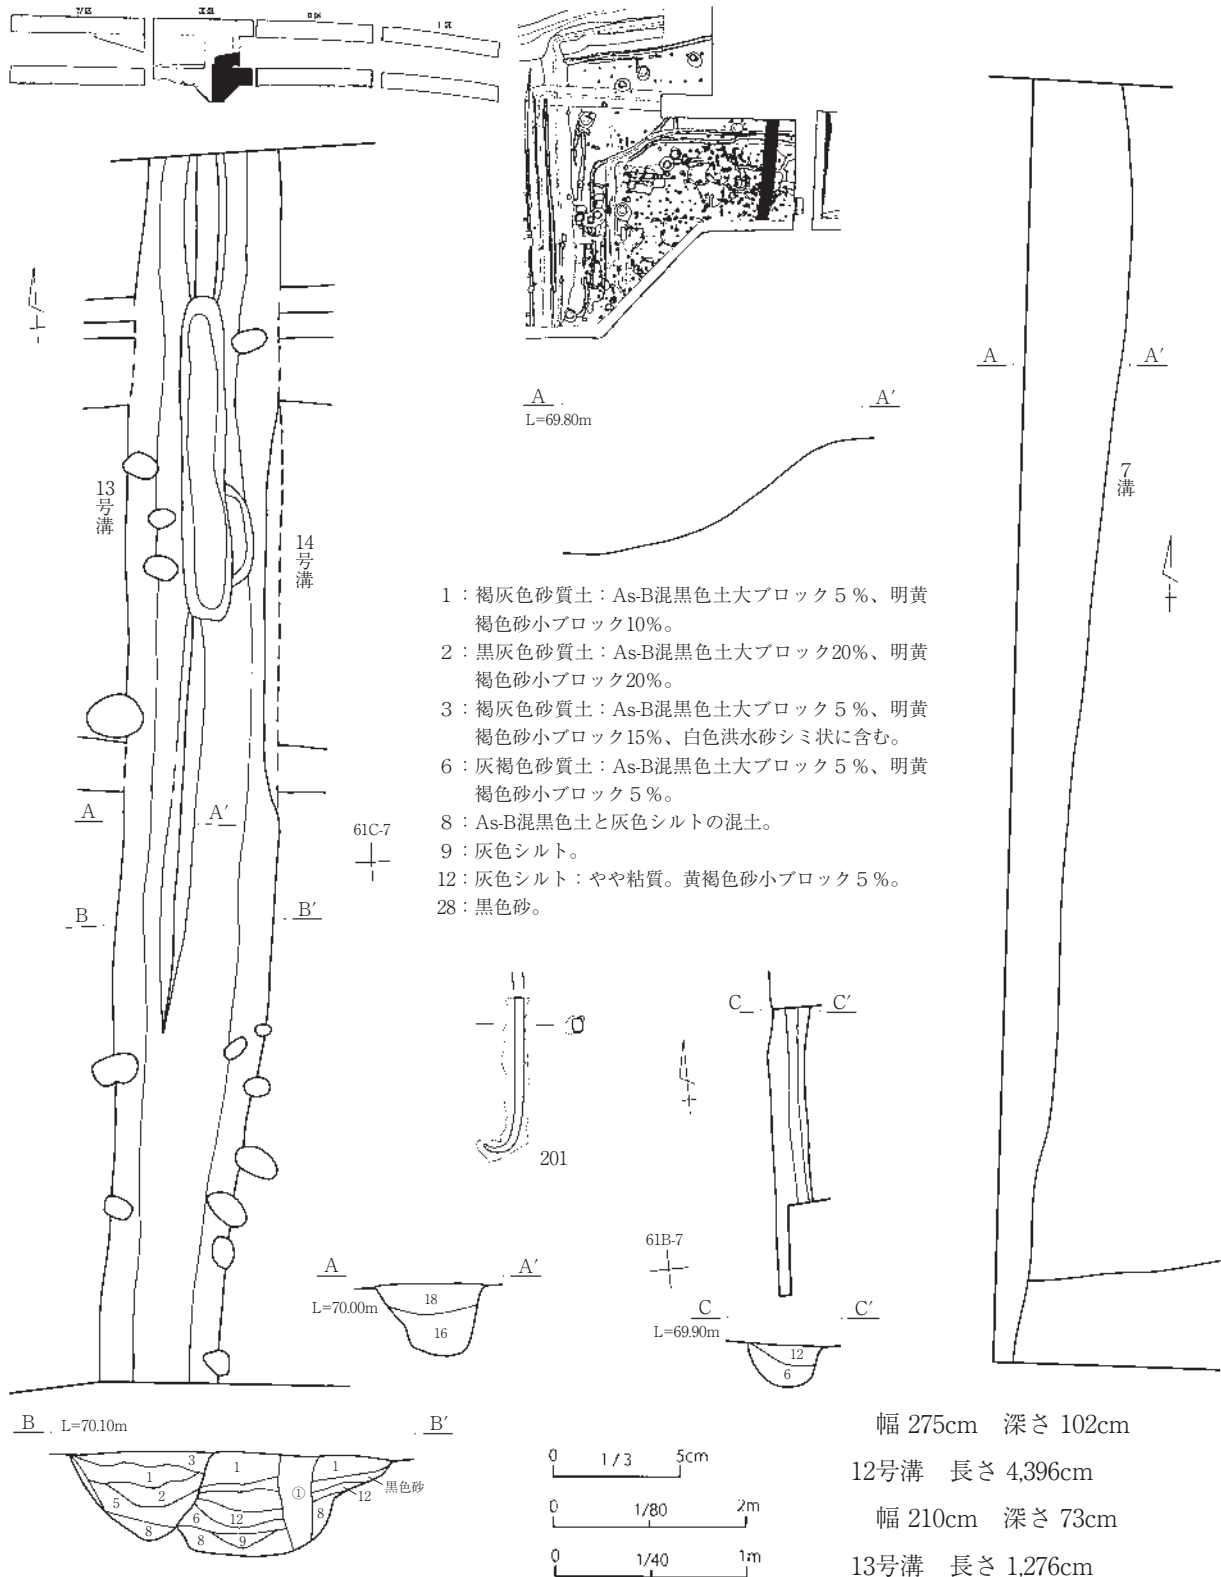 A
A′
L=69.80m
A
A′
7溝
13号溝
14号溝
1：褐灰色砂質土：As-B混黒色土大ブロック５%、明黄
褐色砂小ブロック10%。
2：黒灰色砂質土：As-B混黒色土大ブロック20%、明黄
褐色砂小ブロック20%。
3：褐灰色砂質土：As-B混黒色土大ブロック５%、明黄
褐色砂小ブロック15%、白色洪水砂シミ状に含む。
6：灰褐色砂質土：As-B混黒色土大ブロック５%、明黄
褐色砂小ブロック５%。
8：As-B混黒色土と灰色シルトの混土。
9：灰色シルト。
12：灰色シルト：やや粘質。黄褐色砂小ブロック５%。
28：黒色砂。
A
A′
61C-7
B
B′
201
C
C′
61B-7
A
A′
L=70.00m
18
16
C
C′
L=69.90m
12
6
B
L=70.10m
B′
3
1
1
1
2
5
8
6
12
8
9
①
8
12
黒色砂
0 1/3 5cm
0 1/80 2m
0 1/40 1m
幅 275cm　深さ 102cm
12号溝　長さ 4,396cm
幅 210cm　深さ 73cm
13号溝　長さ 1,276cm